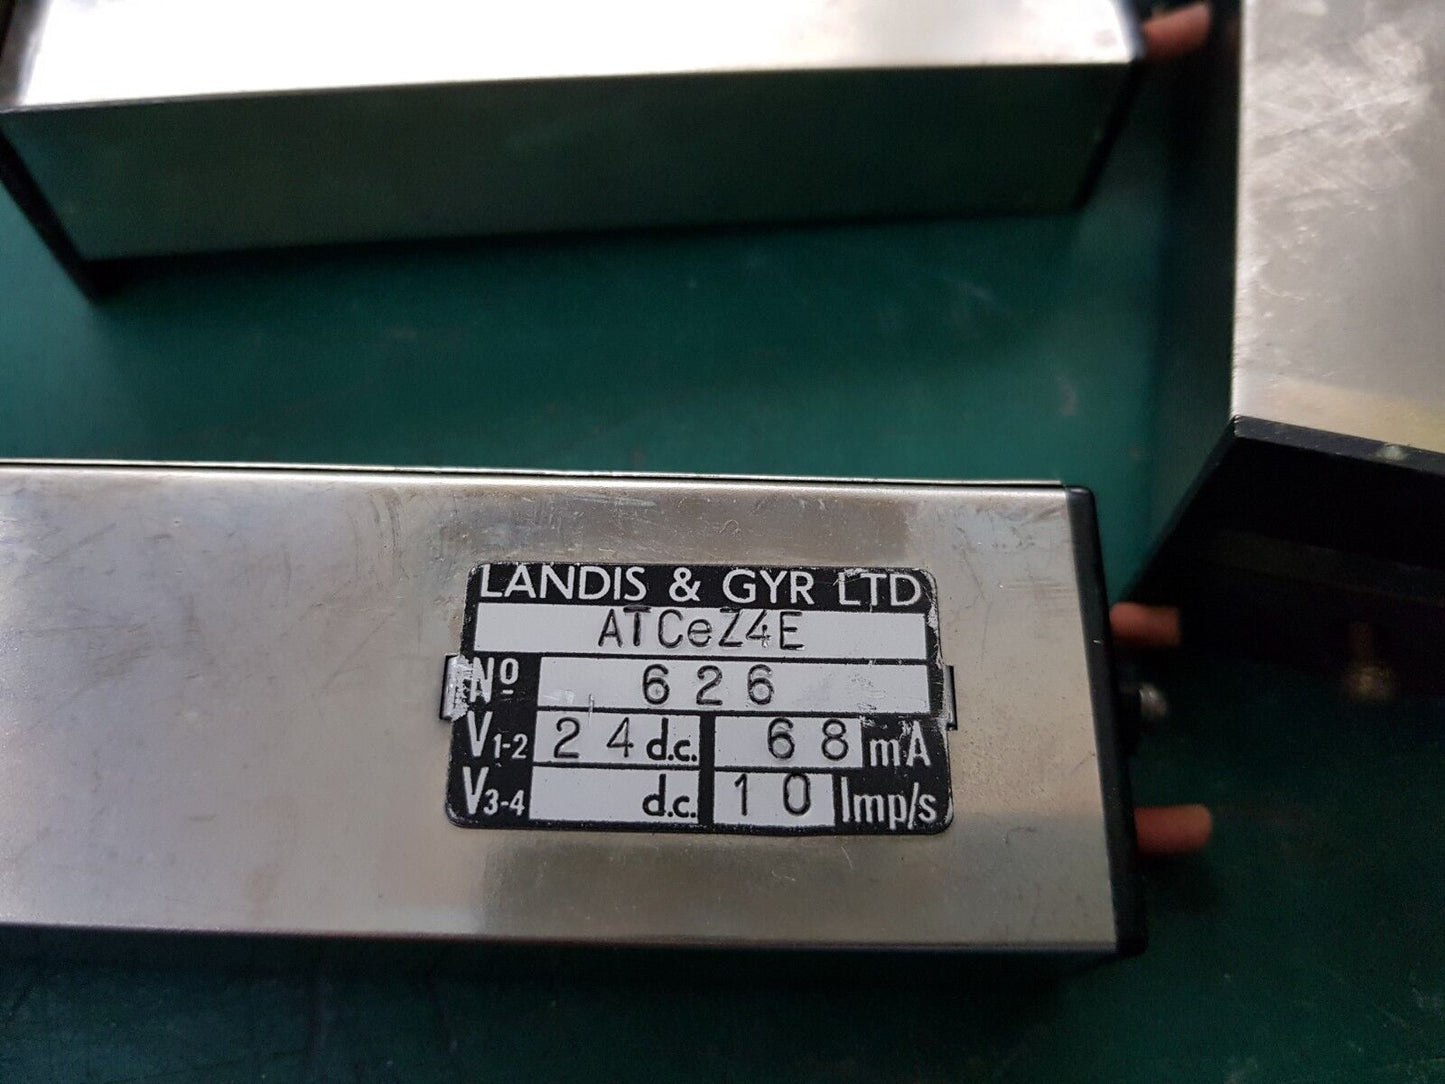 LANDIS & GYR LTD
ATCeZ4E
Nº 626
V1-2 24 d.c. 68 mA
V3-4 d.c. 10 Imp/s